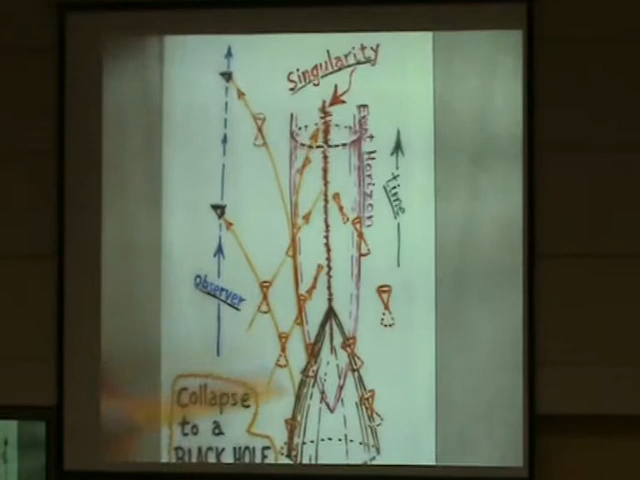 Singularity
Event Horizon
time
observer
Collapse
to a
BLACK HOLE